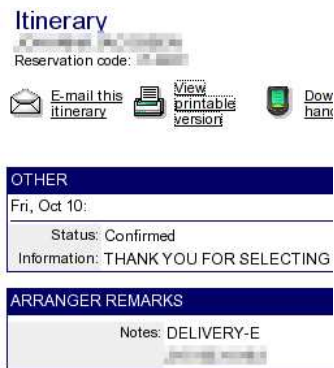 Itinerary
Reservation code:
E-mail this
itinerary
View
printable
version
Dow
hand
OTHER
Fri, Oct 10:
Status: Confirmed
Information: THANK YOU FOR SELECTING
ARRANGER REMARKS
Notes: DELIVERY-E